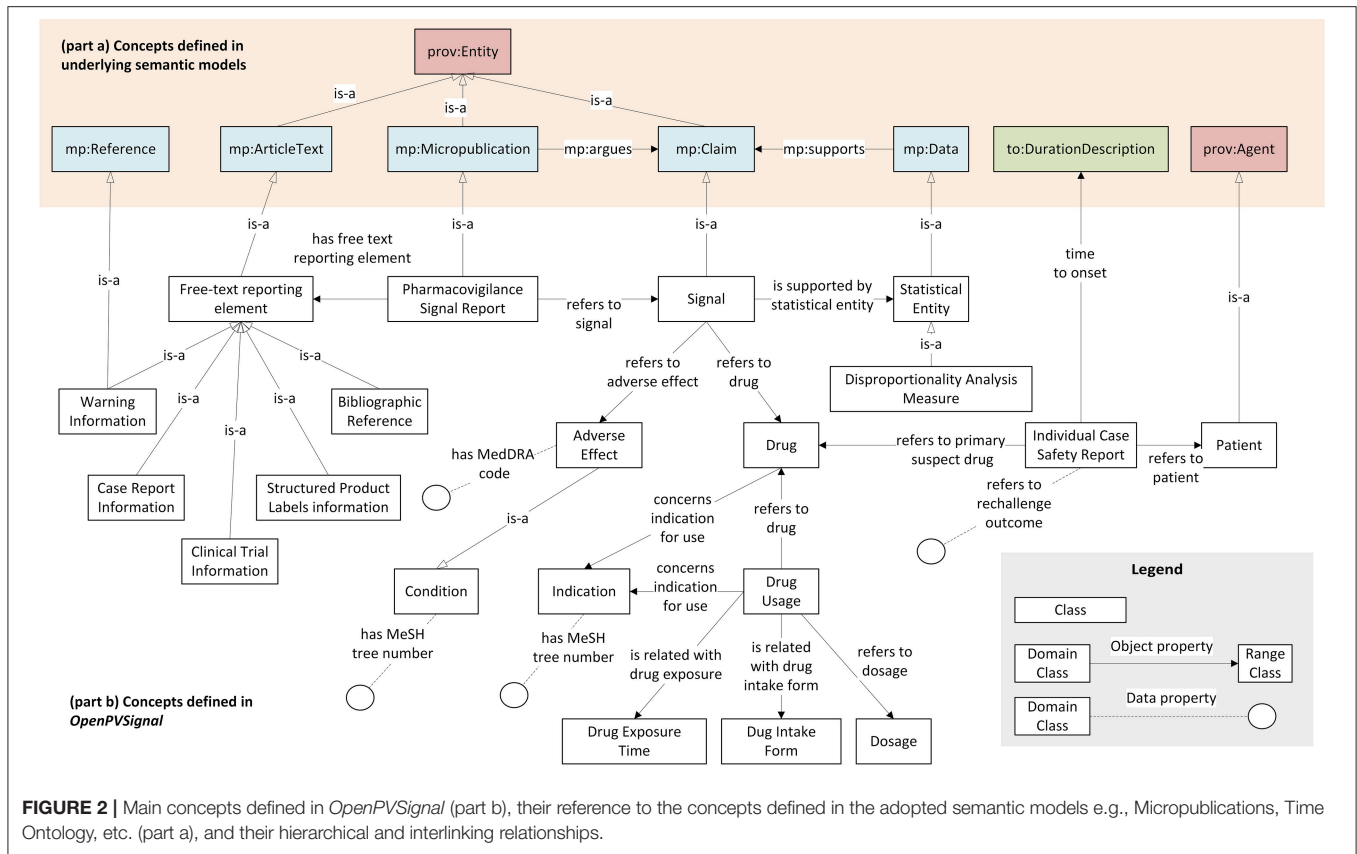 (part a) Concepts defined in
underlying semantic models
prov:Entity
is-a
is-a
is-a
mp:Reference
mp:ArticleText
mp:Micropublication
mp:argues
mp:Claim
mp:supports
mp:Data
to:DurationDescription
prov:Agent
is-a
is-a
is-a
is-a
is-a
is-a
has free text
reporting element
time
to onset
Free-text reporting
element
Pharmacovigilance
Signal Report
refers to
signal
Signal
is supported by
statistical entity
Statistical
Entity
is-a
is-a
is-a
is-a
is-a
is-a
refers to
adverse effect
refers to
drug
Disproportionality Analysis
Measure
Warning
Information
Bibliographic
Reference
Case Report
Information
Structured Product
Labels information
Clinical Trial
Information
has MedDRA
code
Adverse
Effect
Drug
refers to primary
suspect drug
Individual Case
Safety Report
refers to
patient
Patient
refers to
rechallenge
outcome
is-a
concerns
indication
for use
refers to
drug
Condition
Indication
concerns
indication
for use
Drug
Usage
has MeSH
tree number
has MeSH
tree number
is related with
drug exposure
is related
with drug
intake form
refers to
dosage
Drug Exposure
Time
Dug Intake
Form
Dosage
(part b) Concepts defined in
OpenPVSignal
Legend
Class
Domain
Class
Object property
Range
Class
Domain
Class
Data property
FIGURE 2 | Main concepts defined in OpenPVSignal (part b), their reference to the concepts defined in the adopted semantic models e.g., Micropublications, Time
Ontology, etc. (part a), and their hierarchical and interlinking relationships.